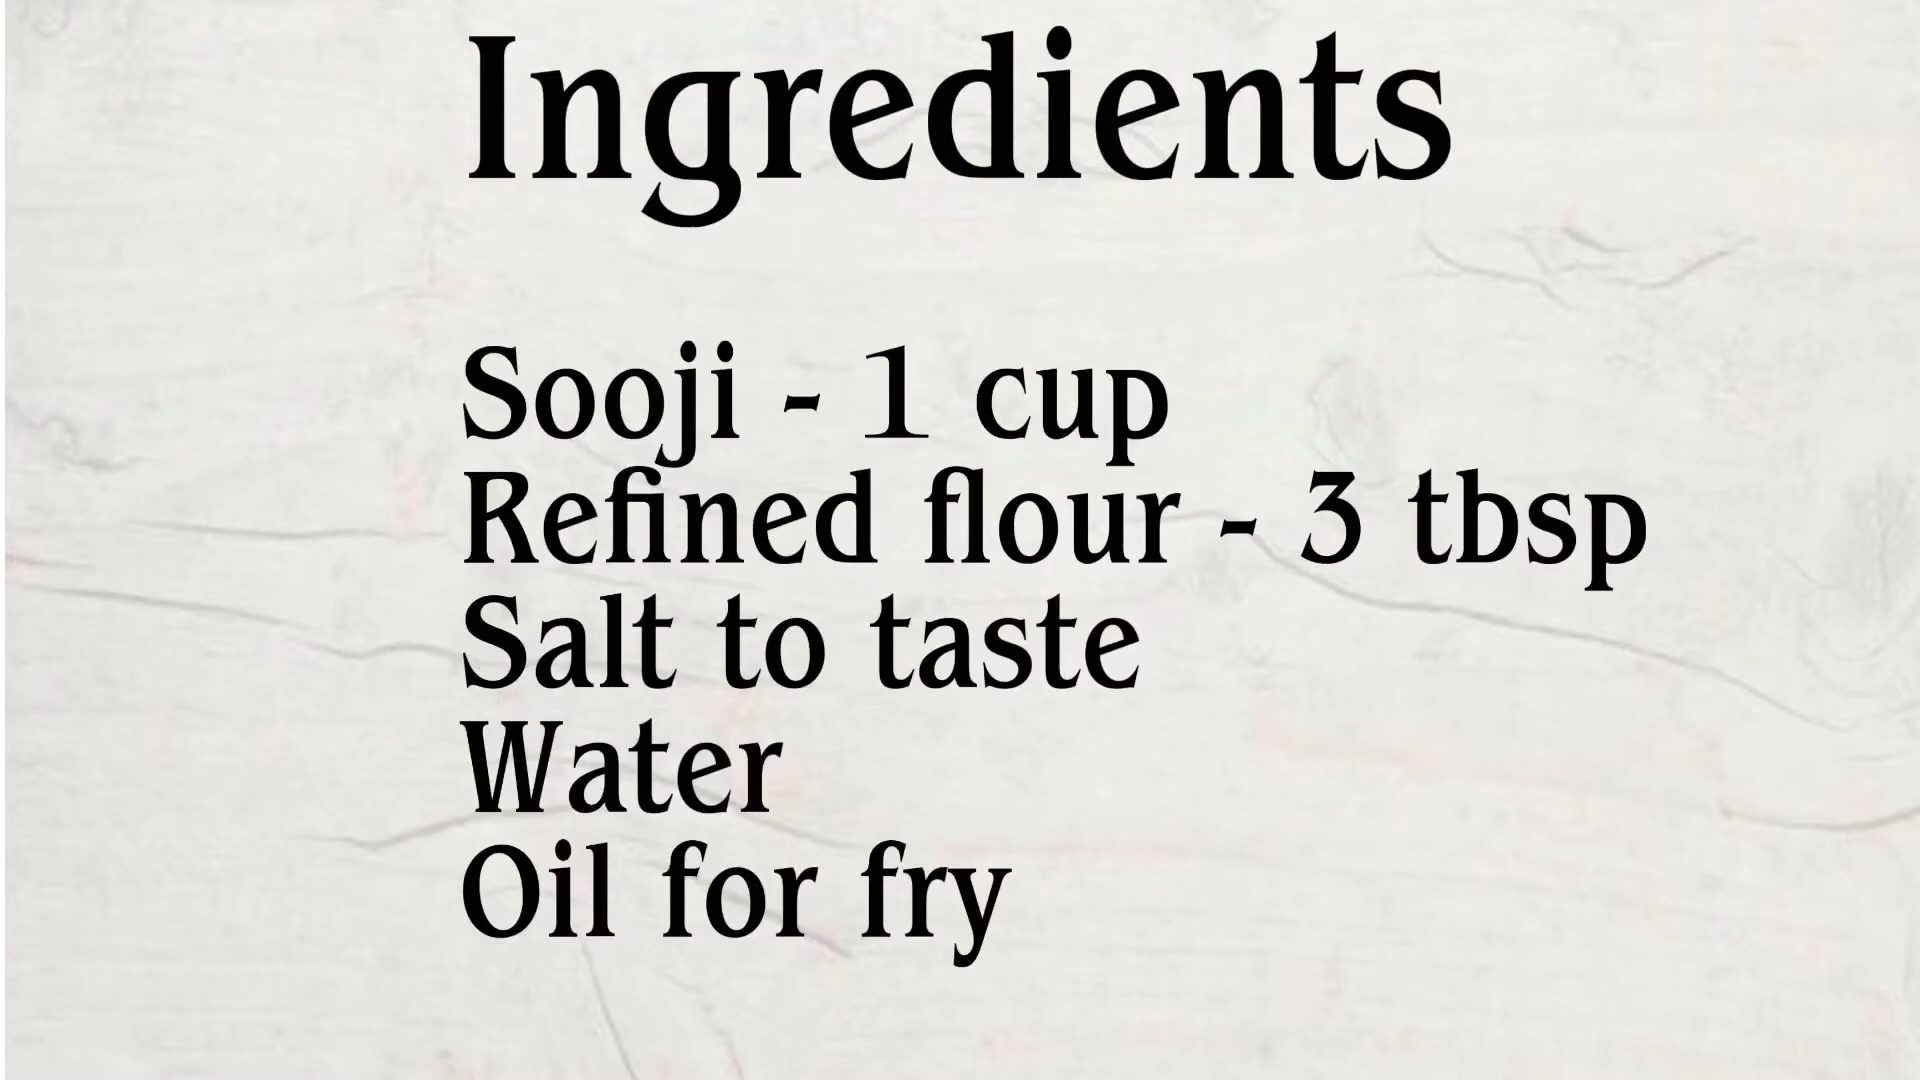 Ingredients
Sooji - 1 cup
Refined flour - 3 tbsp
Salt to taste
Water
Oil for fry